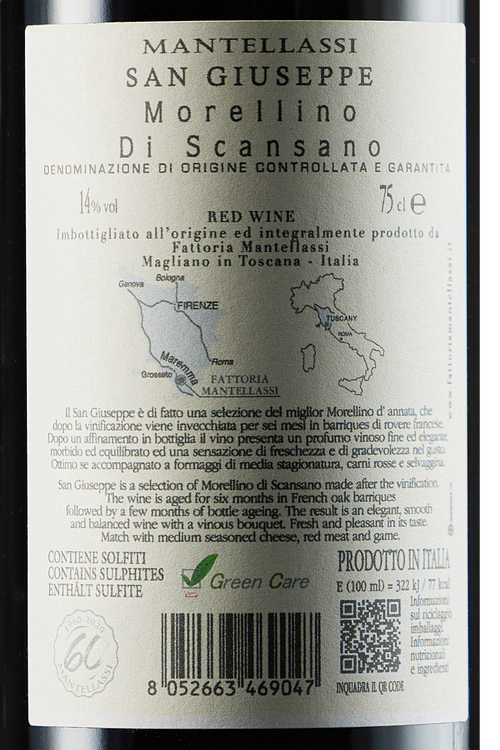 MANTELLASSI
SAN GIUSEPPE
Morellino
Di Scansano
DENOMINAZIONE DI ORIGINE CONTROLLATA E GARANTITA
14% vol
75 cl e
RED WINE
Imbottigliato all'origine ed integralmente prodotto da
Fattoria Mantellassi
Magliano in Toscana - Italia
Genova
Bologna
FIRENZE
Maremma
Roma
Grosseto
FATTORIA
MANTELLASSI
TUSCANY
ROMA
www.fattoriamantellassi.it
Il San Giuseppe è di fatto una selezione del miglior Morellino d' annata, che
dopo la vinificazione viene invecchiata per sei mesi in barriques di rovere francese.
Dopo un affinamento in bottiglia il vino presenta un profumo vinoso fine ed elegante,
morbido ed equilibrato ed una sensazione di freschezza e di gradevolezza nel gusto.
Ottimo se accompagnato a formaggi di media stagionatura, carni rosse e selvaggina.
San Giuseppe is a selection of Morellino di Scansano made after the vinification.
The wine is aged for six months in French oak barriques
followed by a few months of bottle ageing. The result is an elegant, smooth
and balanced wine with a vinous bouquet. Fresh and pleasant in its taste.
Match with medium seasoned cheese, red meat and game.
CONTIENE SOLFITI
CONTAINS SULPHITES
ENTHÄLT SULFITE
Green Care
PRODOTTO IN ITALIA
E (100 ml) = 322 kJ / 77 kcal
Informazioni
sul riciclaggio
imballaggi.
Informazioni
nutrizionali
e ingredienti
INQUADRA IL QR CODE
1960-2020
60
MANTELLASSI
8 052663 469047